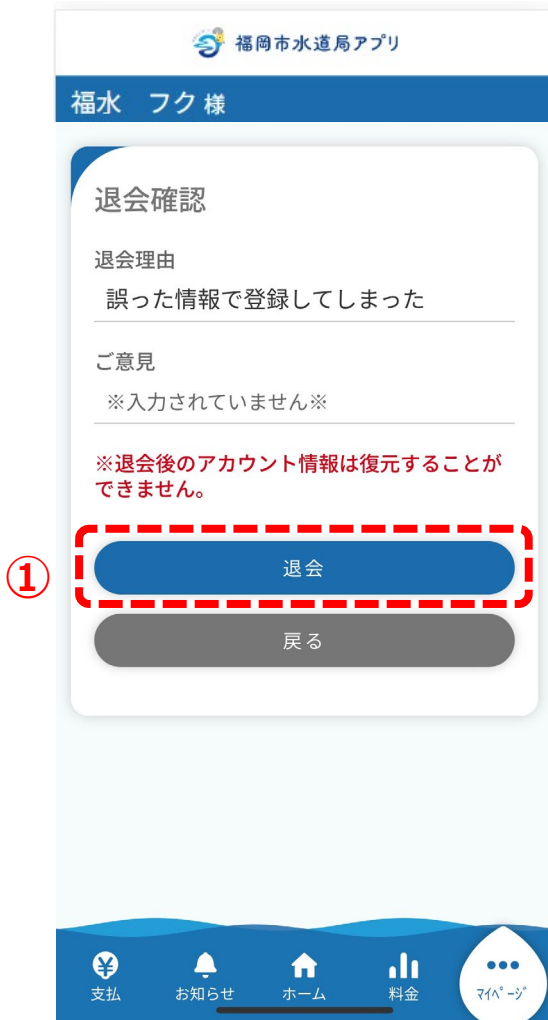 福岡市水道局アプリ
福水　フク 様
退会確認
退会理由
誤った情報で登録してしまった
ご意見
※入力されていません※
※退会後のアカウント情報は復元することが
できません。
①
退会
戻る
支払
お知らせ
ホーム
料金
ﾏｲﾍﾟｰｼﾞ